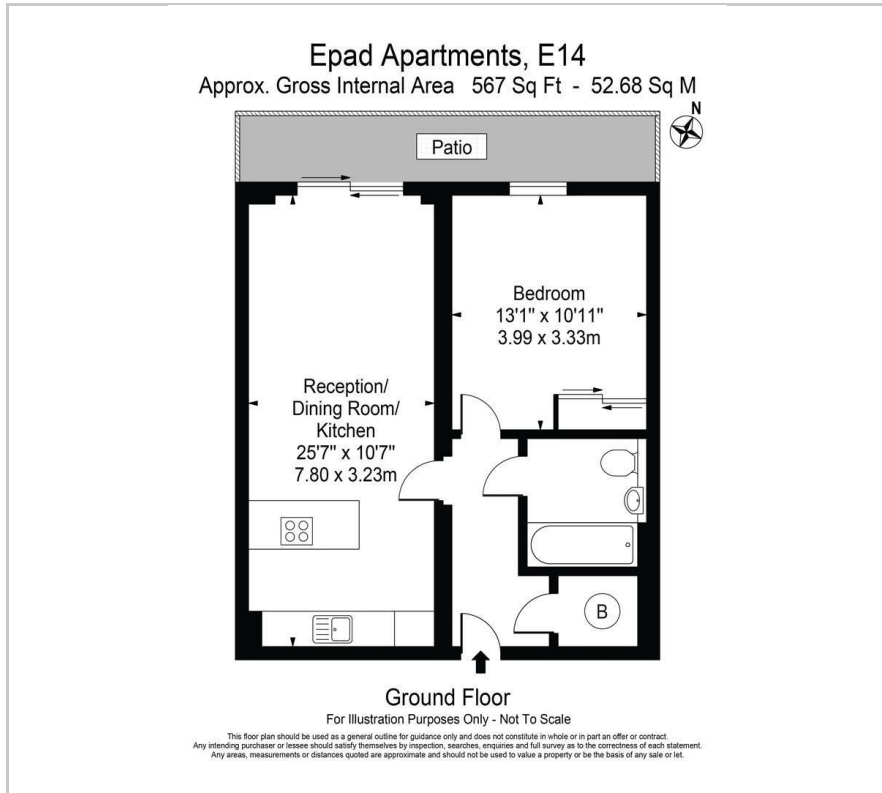 Epad Apartments, E14
Approx. Gross Internal Area 567 Sq Ft - 52.68 Sq M
N
Patio
Bedroom
13'1" x 10'11"
3.99 x 3.33m
Reception/
Dining Room/
Kitchen
25'7" x 10'7"
7.80 x 3.23m
B
Ground Floor
For Illustration Purposes Only - Not To Scale
This floor plan should be used as a general outline for guidance only and does not constitute in whole or in part an offer or contract.
Any intending purchaser or lessee should satisfy themselves by inspection, searches, enquiries and full survey as to the correctness of each statement.
Any areas, measurements or distances quoted are approximate and should not be used to value a property or be the basis of any sale or let.